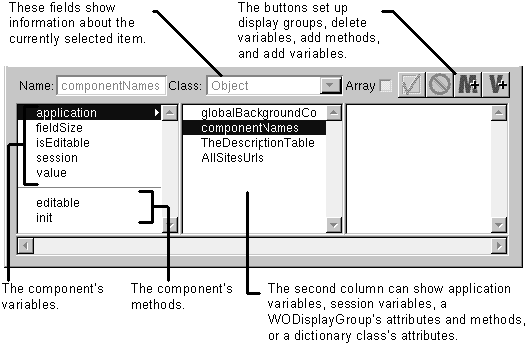 These fields show
information about the
currently selected item.
The buttons set up
display groups, delete
variables, add methods,
and add variables.
Name: componentNames Class: Object Array M+ V+
application
fieldSize
isEditable
session
value
editable
init
globalBackgroundCo
componentNames
TheDescriptionTable
AllSitesUrls
The component's
variables.
The component's
methods.
The second column can show application
variables, session variables, a
WODisplayGroup's attributes and methods,
or a dictionary class's attributes.